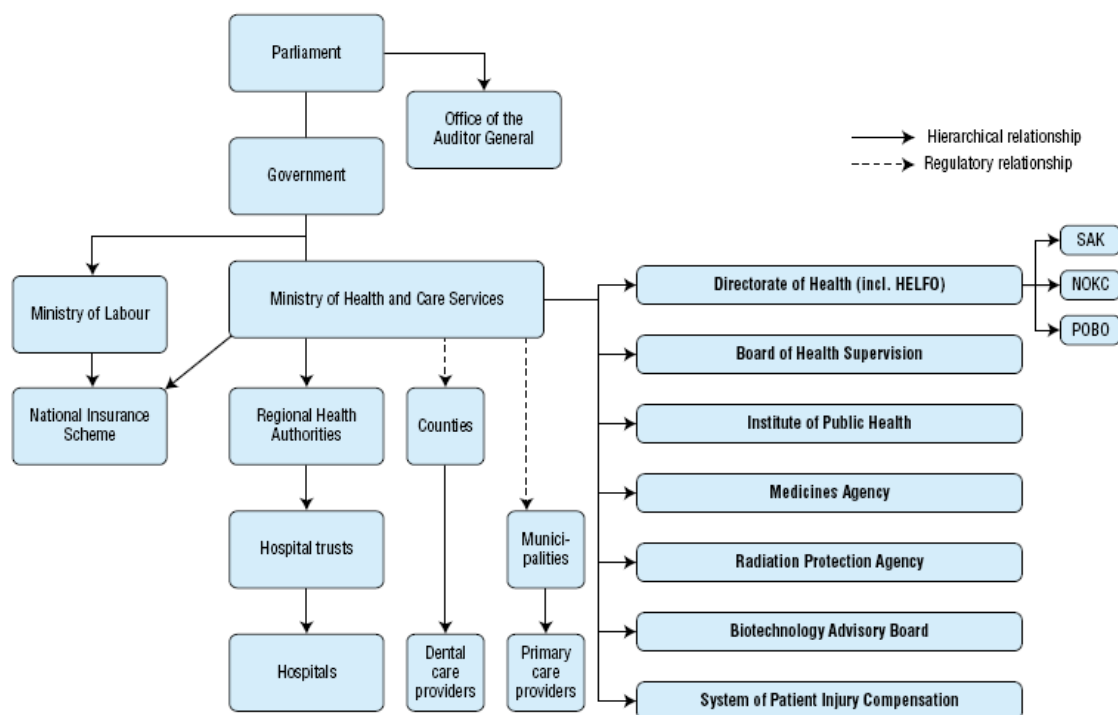 Parliament
Office of the
Auditor General
Hierarchical relationship
Regulatory relationship
Government
SAK
Ministry of Health and Care Services
Directorate of Health (incl. HELFO)
NOKC
Ministry of Labour
POBO
Board of Health Supervision
National Insurance
Scheme
Regional Health
Authorities
Counties
Institute of Public Health
Medicines Agency
Hospital trusts
Munici-
palities
Radiation Protection Agency
Biotechnology Advisory Board
Hospitals
Dental
care
providers
Primary
care
providers
System of Patient Injury Compensation